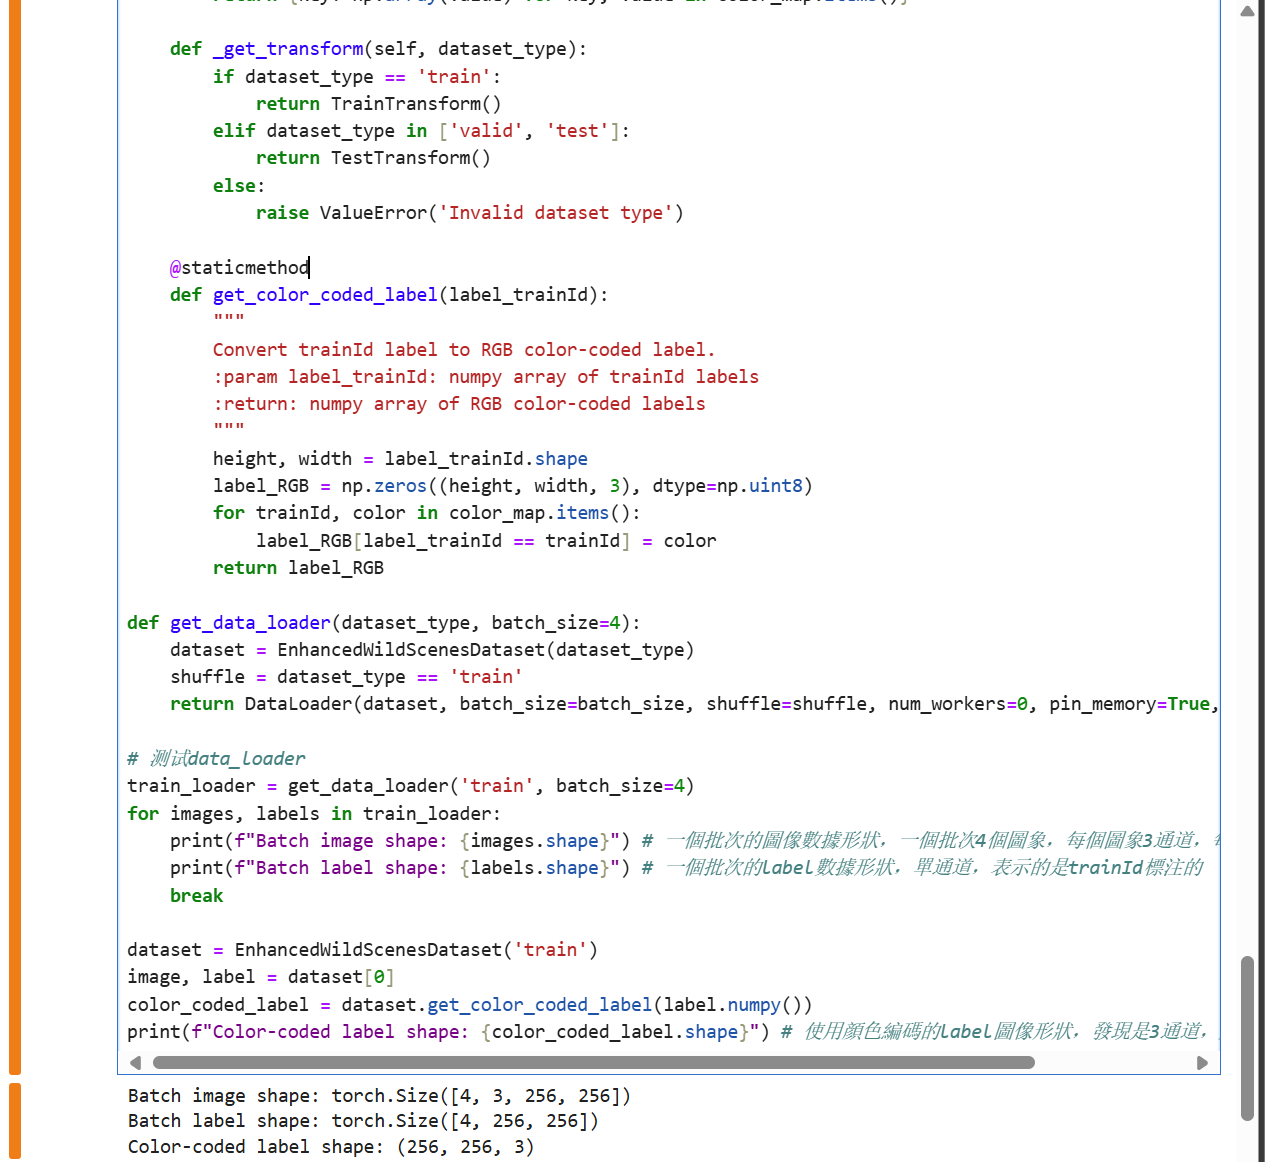 def _get_transform(self, dataset_type):
        if dataset_type == 'train':
            return TrainTransform()
        elif dataset_type in ['valid', 'test']:
            return TestTransform()
        else:
            raise ValueError('Invalid dataset type')
    @staticmethod
    def get_color_coded_label(label_trainId):
        """
        Convert trainId label to RGB color-coded label.
        :param label_trainId: numpy array of trainId labels
        :return: numpy array of RGB color-coded labels
        """
        height, width = label_trainId.shape
        label_RGB = np.zeros((height, width, 3), dtype=np.uint8)
        for trainId, color in color_map.items():
            label_RGB[label_trainId == trainId] = color
        return label_RGB
def get_data_loader(dataset_type, batch_size=4):
    dataset = EnhancedWildScenesDataset(dataset_type)
    shuffle = dataset_type == 'train'
    return DataLoader(dataset, batch_size=batch_size, shuffle=shuffle, num_workers=0, pin_memory=True,
# 测试data_loader
train_loader = get_data_loader('train', batch_size=4)
for images, labels in train_loader:
    print(f"Batch image shape: {images.shape}") # 一個批次的圖像數據形狀，一個批次4個圖象，每個圖象3通道，
    print(f"Batch label shape: {labels.shape}") # 一個批次的label數據形狀，單通道，表示的是trainId標注的
    break
dataset = EnhancedWildScenesDataset('train')
image, label = dataset[0]
color_coded_label = dataset.get_color_coded_label(label.numpy())
print(f"Color-coded label shape: {color_coded_label.shape}") # 使用顏色編碼的label圖像形狀，發現是3通道，
Batch image shape: torch.Size([4, 3, 256, 256])
Batch label shape: torch.Size([4, 256, 256])
Color-coded label shape: (256, 256, 3)